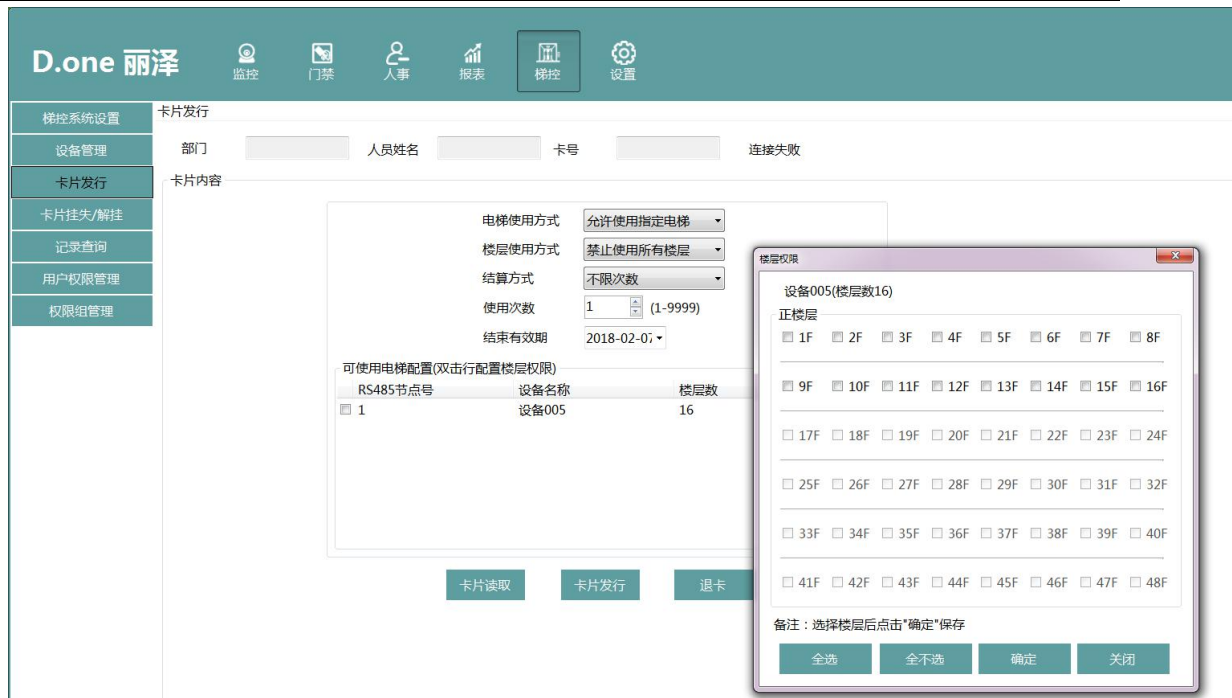 D.one 丽泽
监控 门禁 人事 报表 梯控 设置
梯控系统设置
设备管理
卡片发行
卡片挂失/解挂
记录查询
用户权限管理
权限组管理
卡片发行
部门 人员姓名 卡号 连接失败
卡片内容
电梯使用方式 允许使用指定电梯
楼层使用方式 禁止使用所有楼层
结算方式 不限次数
使用次数 1 (1-9999)
结束有效期 2018-02-07
可使用电梯配置(双击行配置楼层权限)
RS485节点号 设备名称 楼层数
1 设备005 16
卡片读取 卡片发行 退卡
楼层权限
设备005(楼层数16)
正楼层
1F 2F 3F 4F 5F 6F 7F 8F
9F 10F 11F 12F 13F 14F 15F 16F
17F 18F 19F 20F 21F 22F 23F 24F
25F 26F 27F 28F 29F 30F 31F 32F
33F 34F 35F 36F 37F 38F 39F 40F
41F 42F 43F 44F 45F 46F 47F 48F
备注：选择楼层后点击"确定"保存
全选 全不选 确定 关闭